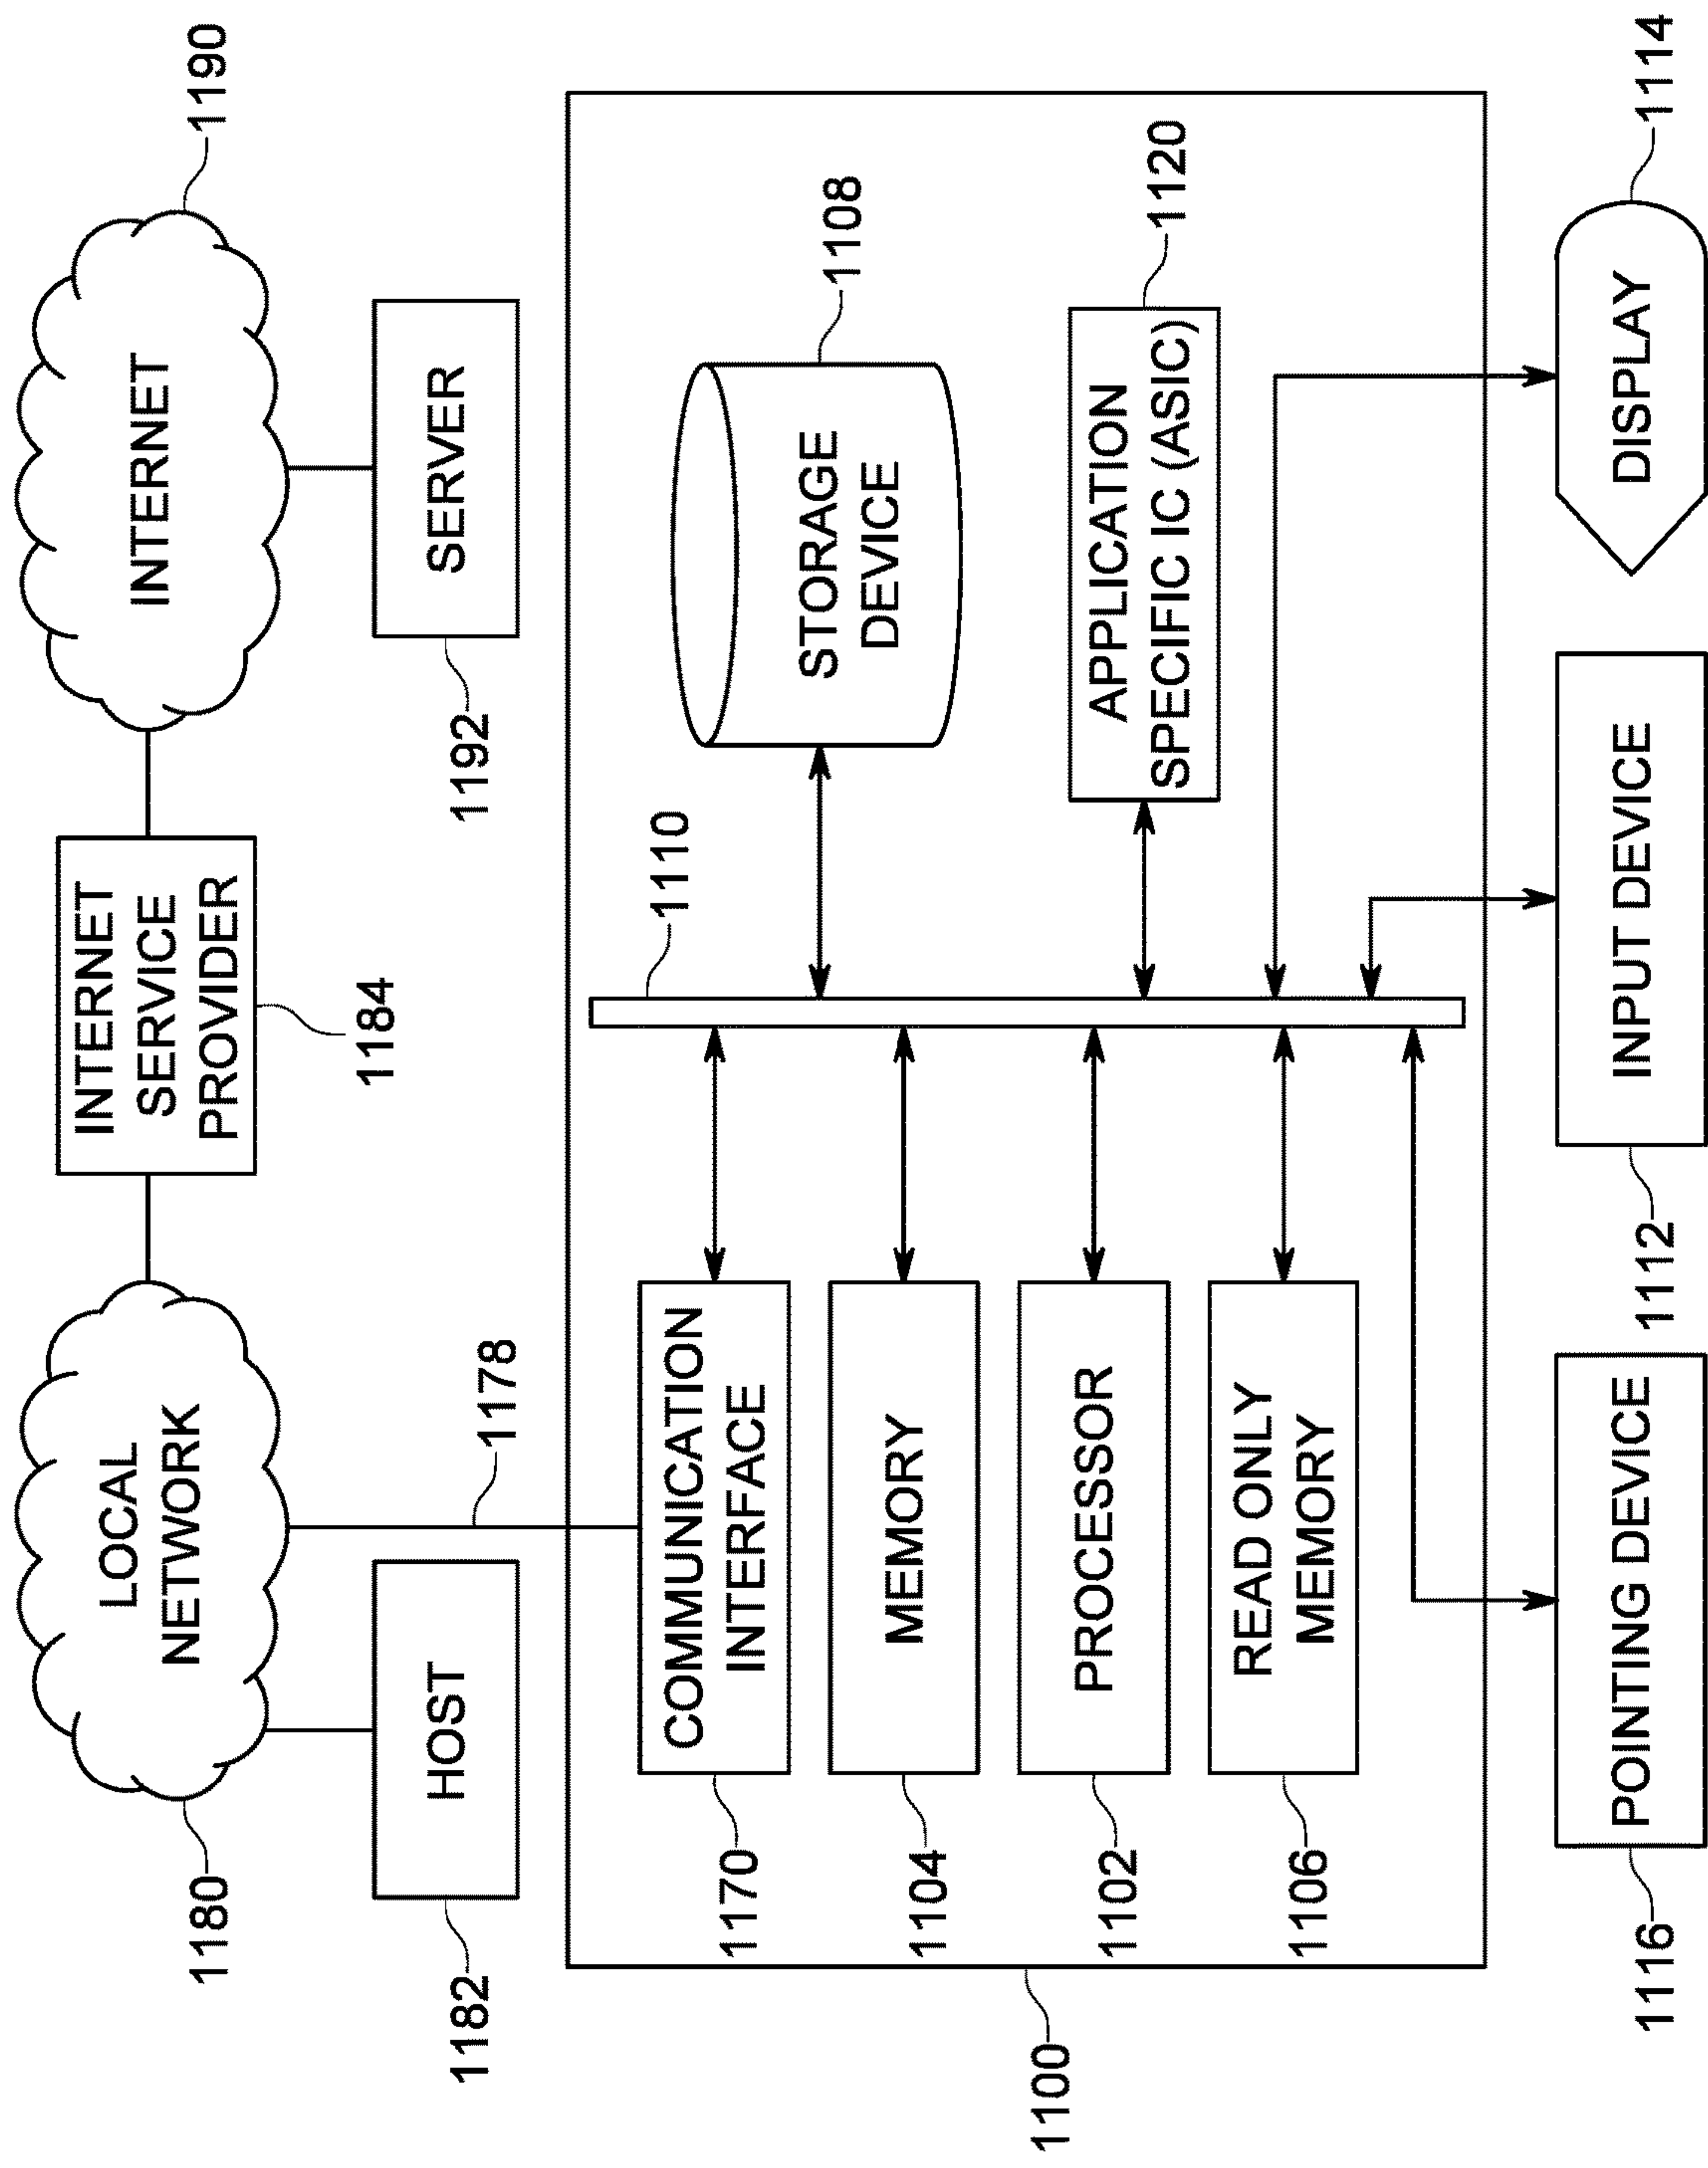 1180
LOCAL
NETWORK
INTERNET
SERVICE
PROVIDER
1184
INTERNET
1190
1182
HOST
1178
1192
SERVER
1100
1170
COMMUNICATION
INTERFACE
1110
STORAGE
DEVICE
1108
1104
MEMORY
1102
PROCESSOR
APPLICATION
SPECIFIC IC (ASIC)
1120
1106
READ ONLY
MEMORY
1116
POINTING DEVICE
1112
INPUT DEVICE
DISPLAY
1114